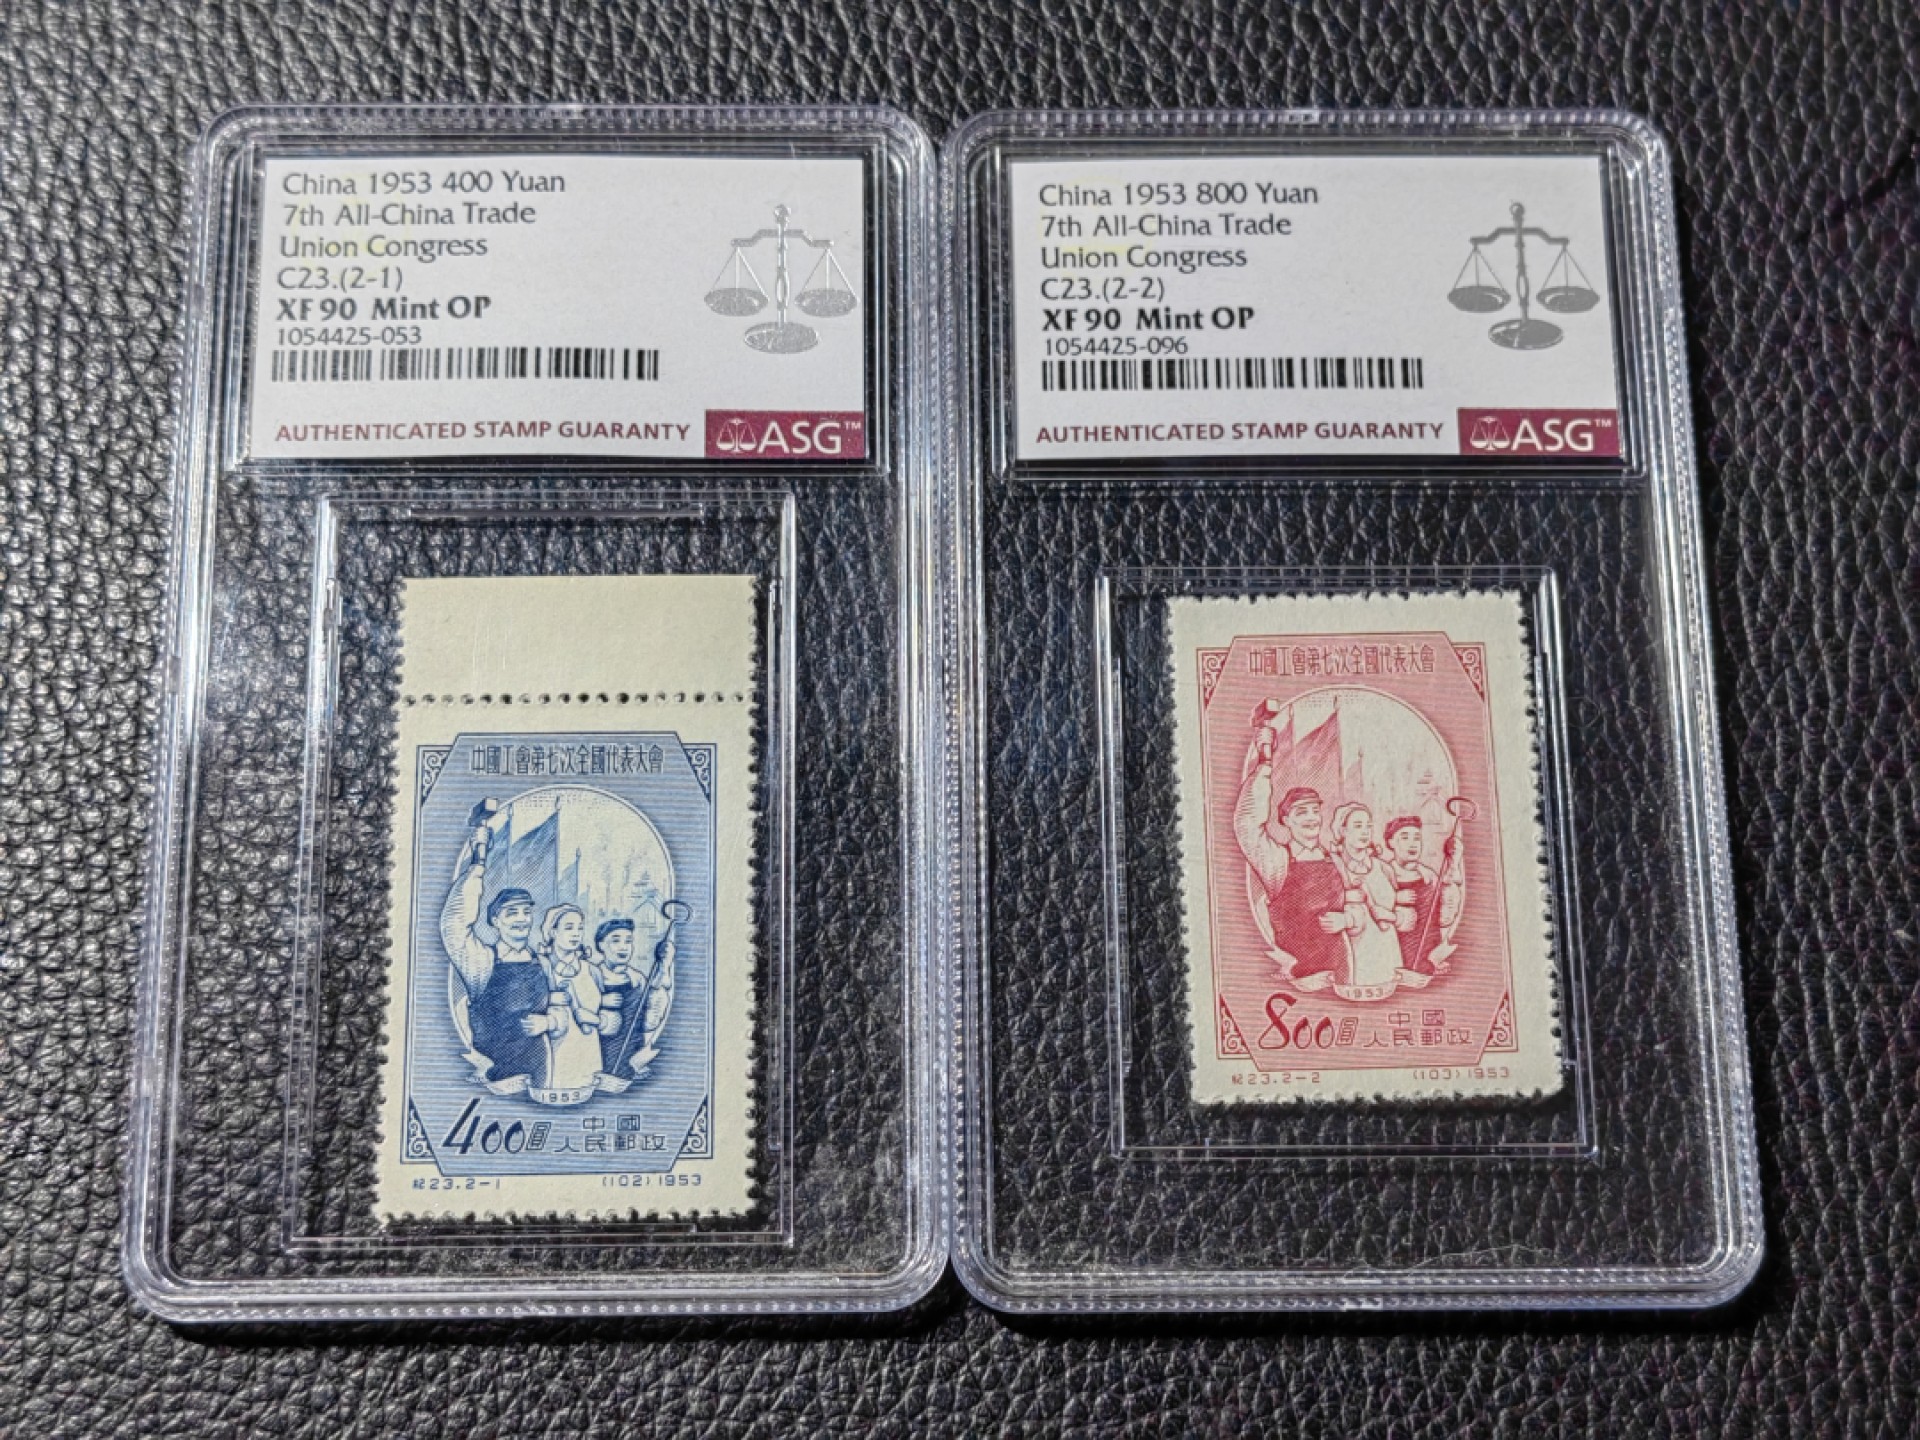 China 1953 400 Yuan
7th All-China Trade
Union Congress
C23.(2-1)
XF 90 Mint OP
1054425-053
AUTHENTICATED STAMP GUARANTY
ASG™
中國工會第七次全國代表大會
1953
400圓
中國
人民郵政
紀23.2-1
(102)1953
China 1953 800 Yuan
7th All-China Trade
Union Congress
C23.(2-2)
XF 90 Mint OP
1054425-096
AUTHENTICATED STAMP GUARANTY
ASG™
中國工會第七次全國代表大會
1953
800圓
中國
人民郵政
紀23.2-2
(103)1953